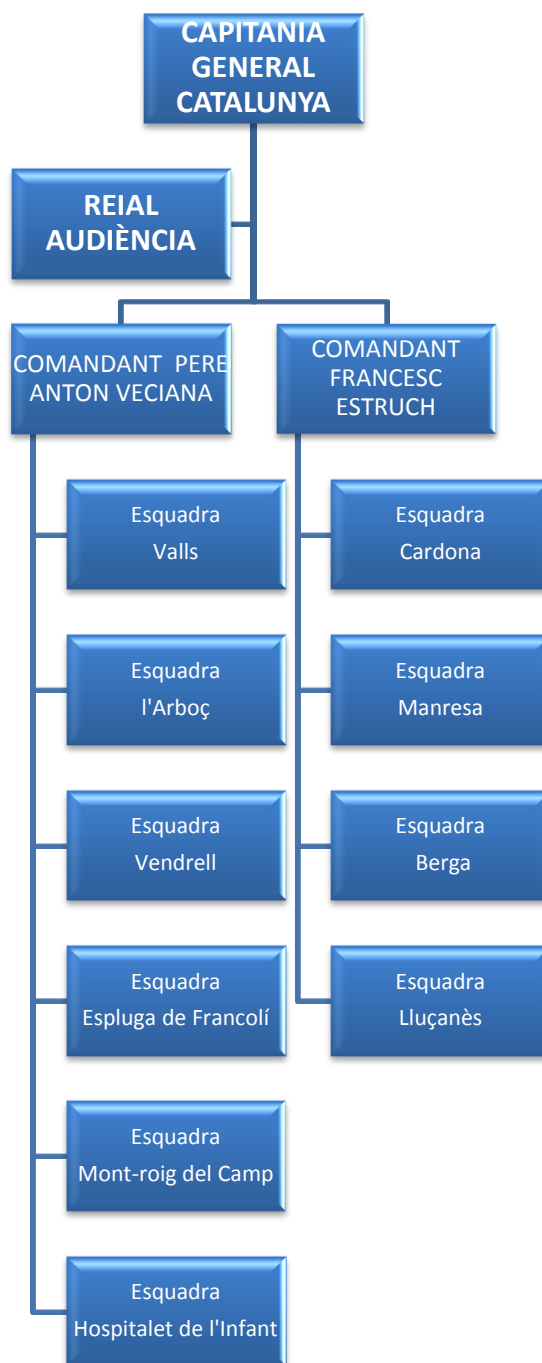 CAPITANIA
GENERAL
CATALUNYA
REIAL
AUDIÈNCIA
COMANDANT PERE
ANTON VECIANA
COMANDANT
FRANCESC
ESTRUCH
Esquadra
Valls
Esquadra
Cardona
Esquadra
l'Arboç
Esquadra
Manresa
Esquadra
Vendrell
Esquadra
Berga
Esquadra
Espluga de Francolí
Esquadra
Lluçanès
Esquadra
Mont-roig del Camp
Esquadra
Hospitalet de l'Infant